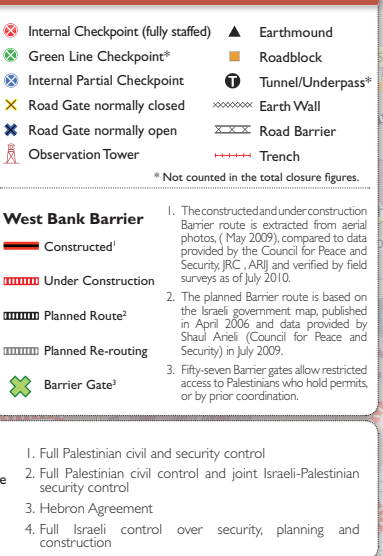 Internal Checkpoint (fully staffed)
Green Line Checkpoint*
Internal Partial Checkpoint
Road Gate normally closed
Road Gate normally open
Observation Tower
Earthmound
Roadblock
T Tunnel/Underpass*
Earth Wall
Road Barrier
Trench
* Not counted in the total closure figures.
West Bank Barrier
Constructed1
Under Construction
Planned Route2
Planned Re-routing
Barrier Gate3
1. The constructed and under construction
Barrier route is extracted from aerial
photos, ( May 2009), compared to data
provided by the Council for Peace and
Security, JRC , ARIJ and verified by field
surveys as of July 2010.
2. The planned Barrier route is based on
the Israeli government map, published
in April 2006 and data provided by
Shaul Arieli (Council for Peace and
Security) in July 2009.
3. Fifty-seven Barrier gates allow restricted
access to Palestinians who hold permits,
or by prior coordination.
e
1. Full Palestinian civil and security control
2. Full Palestinian civil control and joint Israeli-Palestinian
security control
3. Hebron Agreement
4. Full Israeli control over security, planning and
construction